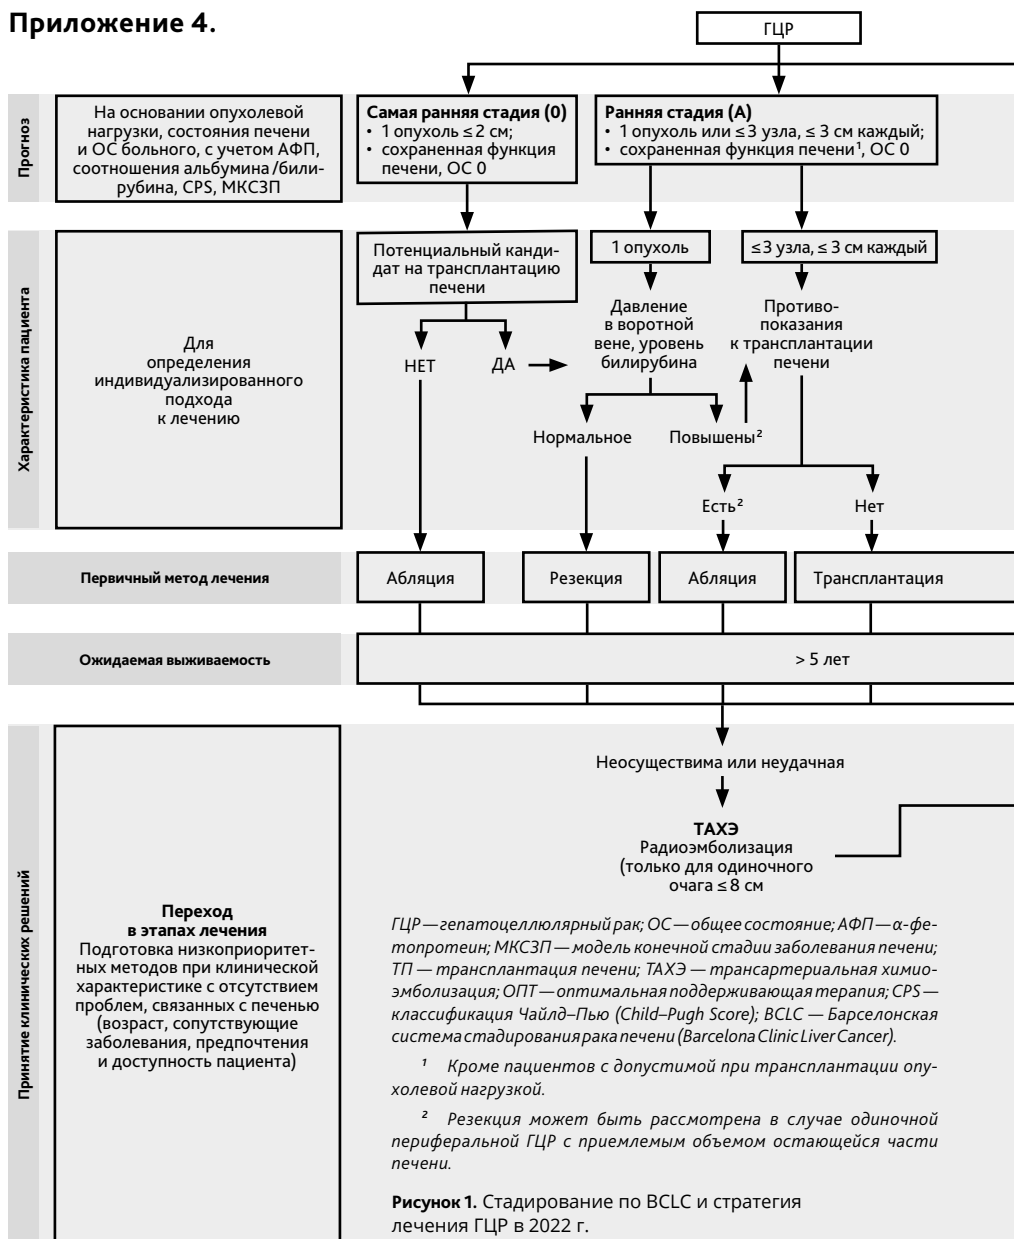 Приложение 4.
ГЦР
Прогноз
На основании опухолевой
нагрузки, состояния печени
и ОС больного, с учетом АФП,
соотношения альбумина/били-
рубина, CPS, МКСЗП
Самая ранняя стадия (0)
• 1 опухоль ≤ 2 см;
• сохраненная функция
печени, ОС 0
Ранняя стадия (А)
• 1 опухоль или ≤ 3 узла, ≤ 3 см каждый;
• сохраненная функция печени¹, ОС 0
Характеристика пациента
Для
определения
индивидуализированного
подхода
к лечению
Потенциальный канди-
дат на трансплантацию
печени
НЕТ
ДА
1 опухоль
Давление
в воротной
вене, уровень
билирубина
Нормальное
Повышены²
≤ 3 узла, ≤ 3 см каждый
Противо-
показания
к трансплантации
печени
Есть²
Нет
Первичный метод лечения
Абляция
Резекция
Абляция
Трансплантация
Ожидаемая выживаемость
> 5 лет
Принятие клинических решений
Переход
в этапах лечения
Подготовка низкоприоритет-
ных методов при клинической
характеристике с отсутствием
проблем, связанных с печенью
(возраст, сопутствующие
заболевания, предпочтения
и доступность пациента)
Неосуществима или неудачная
ТАХЭ
Радиоэмболизация
(только для одиночного
очага ≤ 8 см
ГЦР — гепатоцеллюлярный рак; ОС — общее состояние; АФП — α-фе-
топротеин; МКСЗП — модель конечной стадии заболевания печени;
ТП — трансплантация печени; ТАХЭ — трансартериальная химио-
эмболизация; ОПТ — оптимальная поддерживающая терапия; CPS —
классификация Чайлд–Пью (Child–Pugh Score); BCLC — Барселонская
система стадирования рака печени (Barcelona Clinic Liver Cancer).
¹ Кроме пациентов с допустимой при трансплантации опу-
холевой нагрузкой.
² Резекция может быть рассмотрена в случае одиночной
периферальной ГЦР с приемлемым объемом остающейся части
печени.
Рисунок 1. Стадирование по BCLC и стратегия
лечения ГЦР в 2022 г.